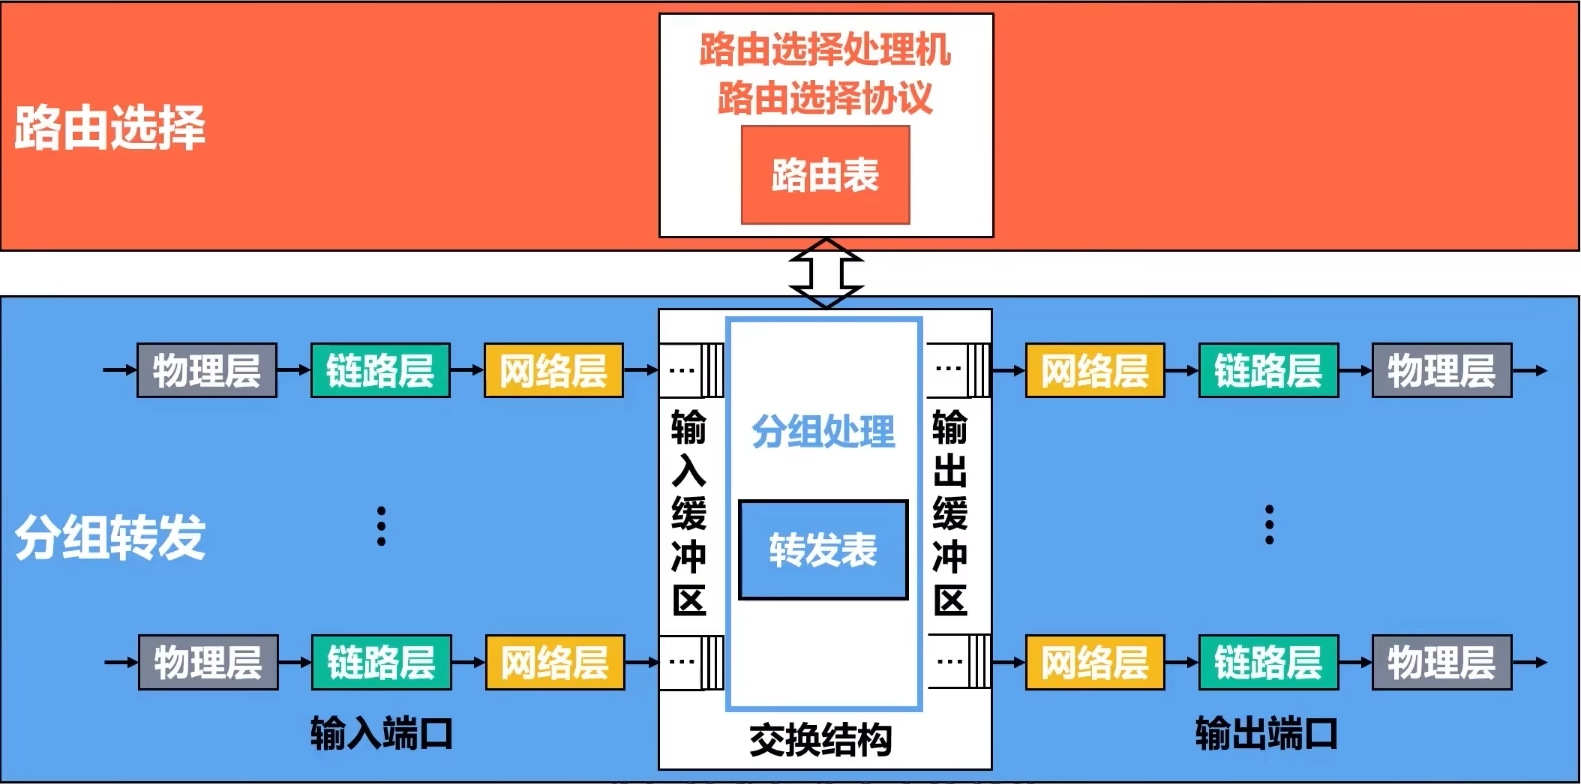 路由选择处理机
路由选择协议
路由选择
路由表
物理层
链路层
网络层
...
...
网络层
链路层
物理层
输入缓冲区
分组处理
输出缓冲区
分组转发
转发表
物理层
链路层
网络层
...
...
网络层
链路层
物理层
输入端口
交换结构
输出端口